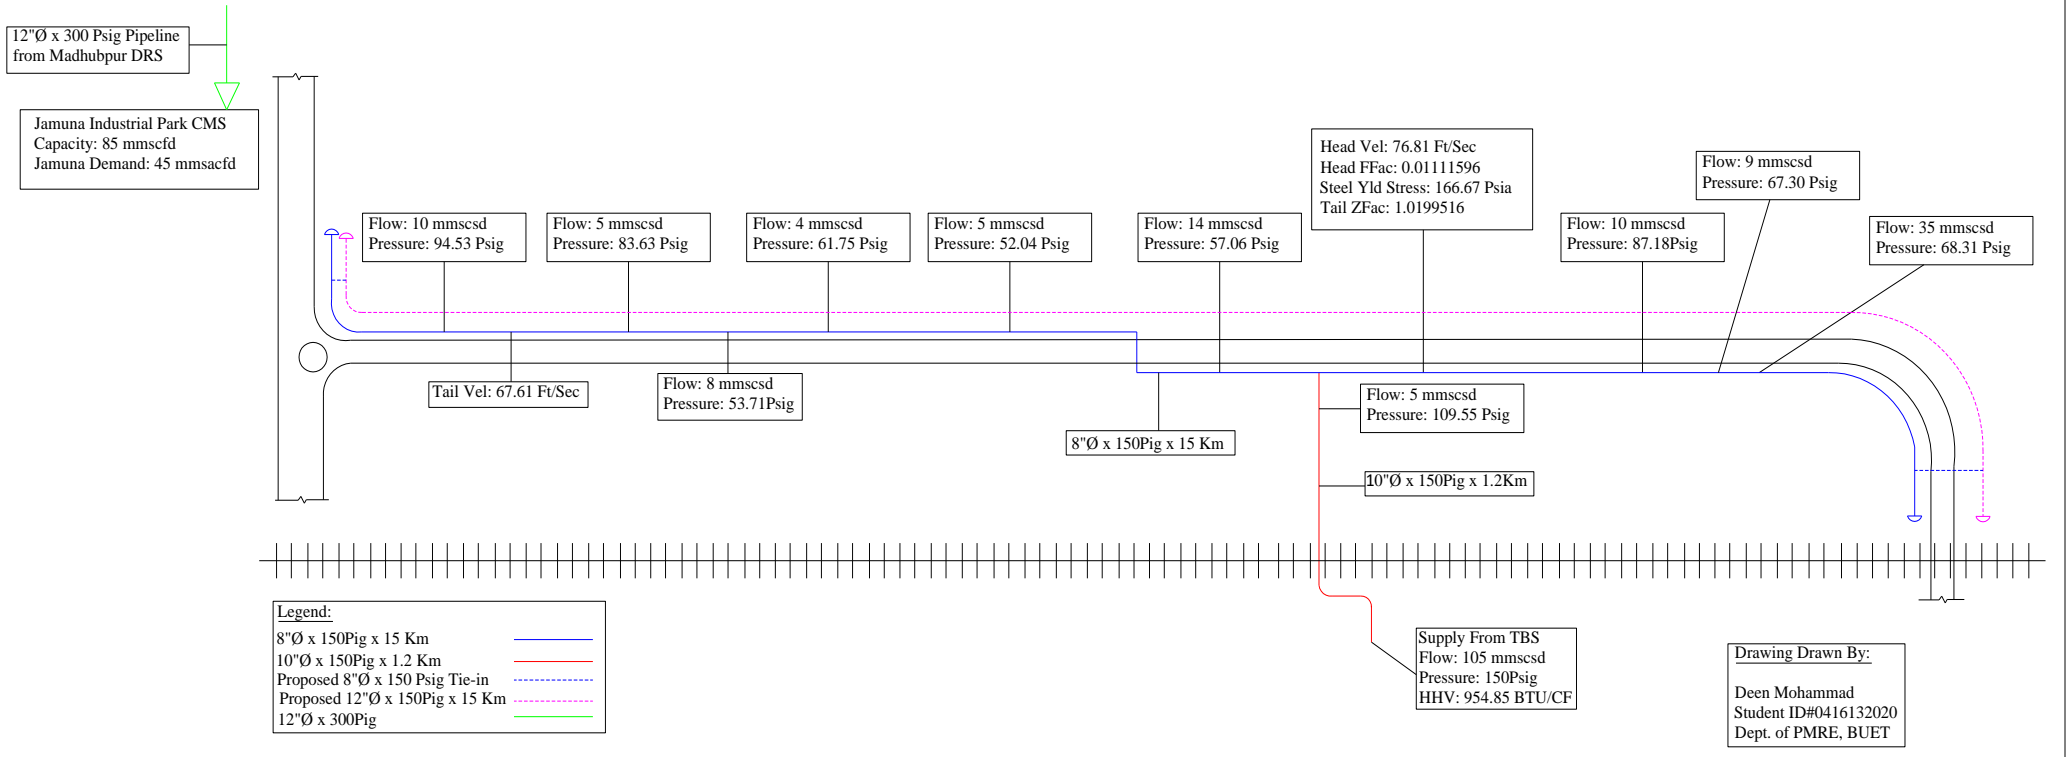 12"Ø x 300 Psig Pipeline
from Madhubpur DRS
Jamuna Industrial Park CMS
Capacity: 85 mmscfd
Jamuna Demand: 45 mmsacfd
Flow: 10 mmscsd
Pressure: 94.53 Psig
Flow: 5 mmscsd
Pressure: 83.63 Psig
Flow: 4 mmscsd
Pressure: 61.75 Psig
Flow: 5 mmscsd
Pressure: 52.04 Psig
Flow: 14 mmscsd
Pressure: 57.06 Psig
Head Vel: 76.81 Ft/Sec
Head FFac: 0.01111596
Steel Yld Stress: 166.67 Psia
Tail ZFac: 1.0199516
Flow: 10 mmscsd
Pressure: 87.18Psig
Flow: 9 mmscsd
Pressure: 67.30 Psig
Flow: 35 mmscsd
Pressure: 68.31 Psig
Tail Vel: 67.61 Ft/Sec
Flow: 8 mmscsd
Pressure: 53.71Psig
8"Ø x 150Pig x 15 Km
Flow: 5 mmscsd
Pressure: 109.55 Psig
10"Ø x 150Pig x 1.2Km
Legend:
8"Ø x 150Pig x 15 Km
10"Ø x 150Pig x 1.2 Km
Proposed 8"Ø x 150 Psig Tie-in
Proposed 12"Ø x 150Pig x 15 Km
12"Ø x 300Pig
Supply From TBS
Flow: 105 mmscsd
Pressure: 150Psig
HHV: 954.85 BTU/CF
Drawing Drawn By:
Deen Mohammad
Student ID#0416132020
Dept. of PMRE, BUET